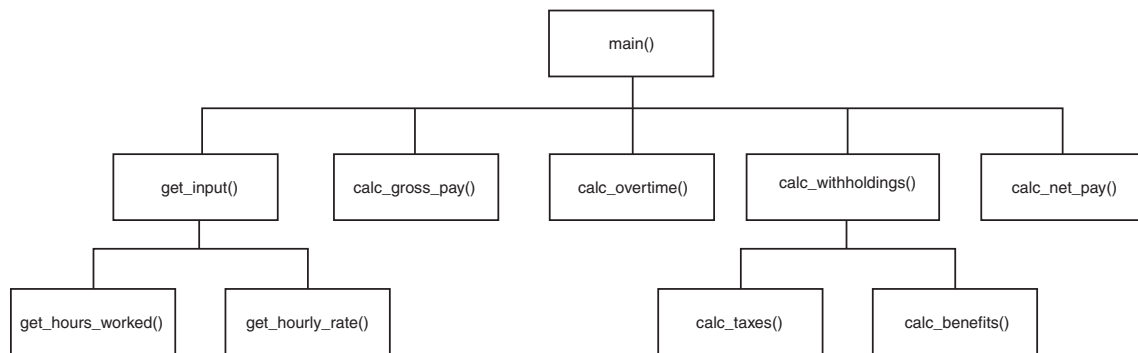 main()
get_input()
calc_gross_pay()
calc_overtime()
calc_withholdings()
calc_net_pay()
get_hours_worked()
get_hourly_rate()
calc_taxes()
calc_benefits()